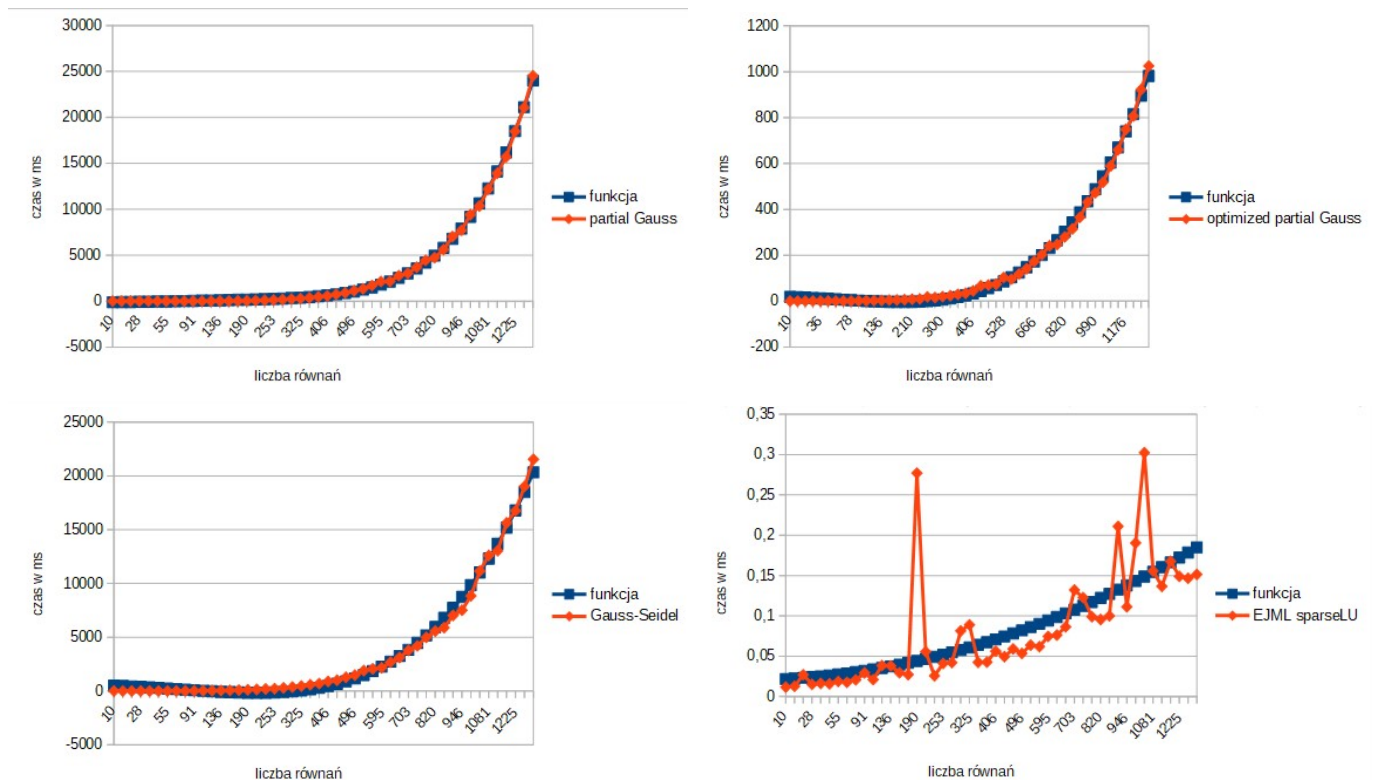 30000
25000
20000
15000
10000
5000
0
-5000
czas w ms
10 28 55 91 136 190 253 325 406 496 595 703 820 946 1081 1225
liczba równań
funkcja
partial Gauss
1200
1000
800
600
400
200
0
-200
czas w ms
10 36 78 136 210 300 406 528 666 820 990 1176
liczba równań
funkcja
optimized partial Gauss
25000
20000
15000
10000
5000
0
-5000
czas w ms
10 28 55 91 136 190 253 325 406 496 595 703 820 946 1081 1225
liczba równań
funkcja
Gauss-Seidel
0,35
0,3
0,25
0,2
0,15
0,1
0,05
0
czas w ms
10 28 55 91 136 190 253 325 406 496 595 703 820 946 1081 1225
liczba równań
funkcja
EJML sparseLU